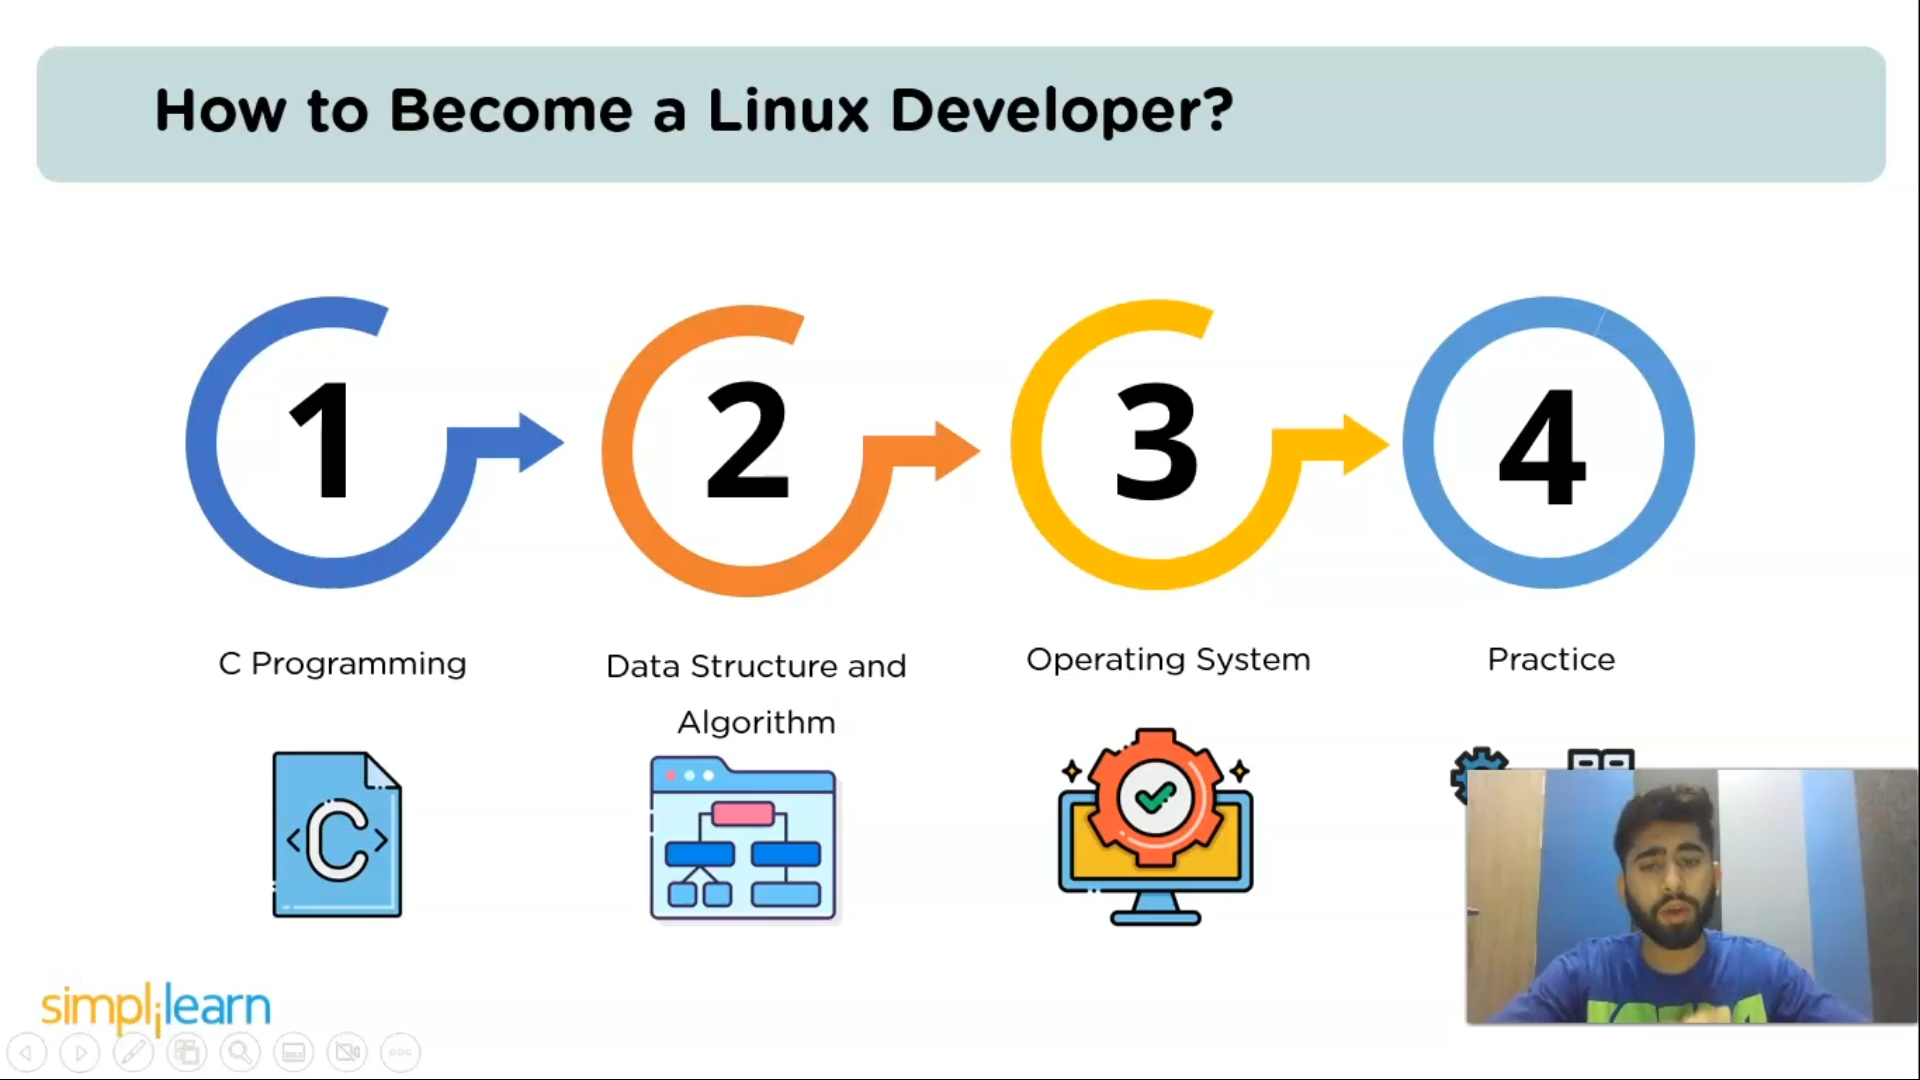 How to Become a Linux Developer?
1
2
3
4
C Programming
Data Structure and
Algorithm
Operating System
Practice
<C>
simplilearn